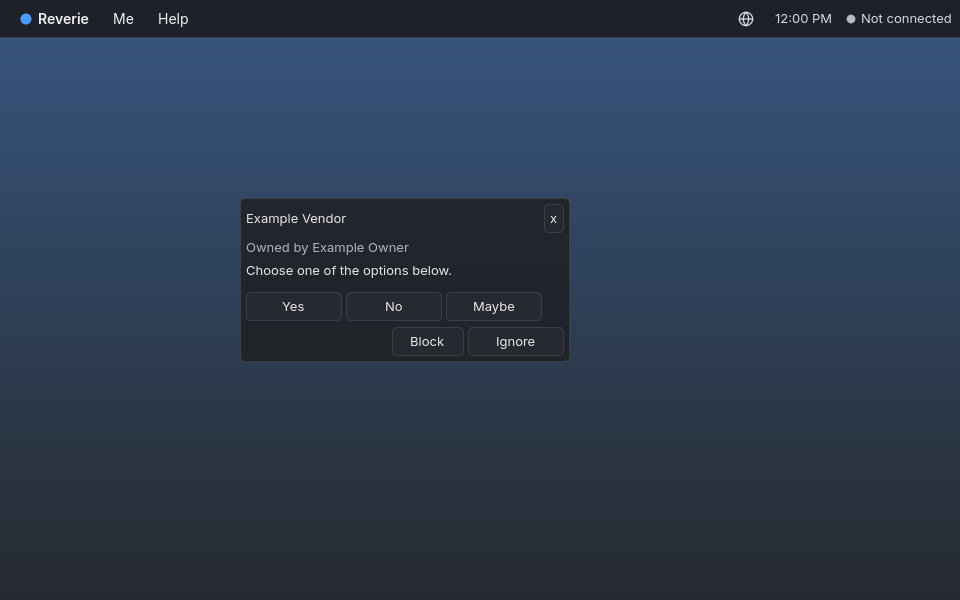 Reverie Me Help 12:00 PM Not connected
Example Vendor x
Owned by Example Owner
Choose one of the options below.
Yes No Maybe
Block Ignore